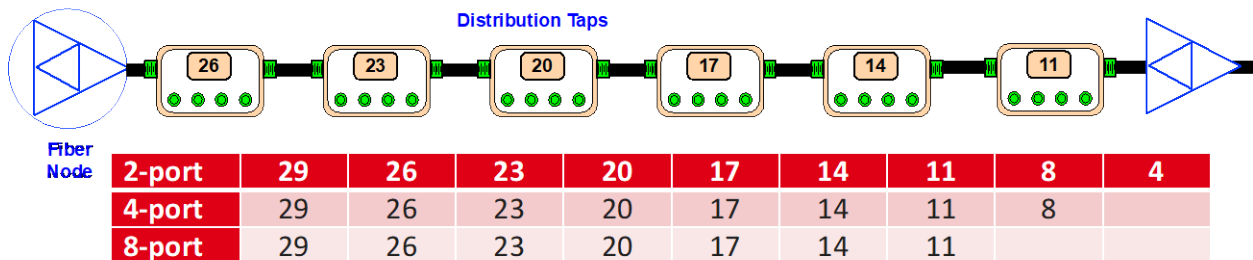 Distribution Taps
26 23 20 17 14 11
Fiber
Node
2-port 29 26 23 20 17 14 11 8 4
4-port 29 26 23 20 17 14 11 8
8-port 29 26 23 20 17 14 11